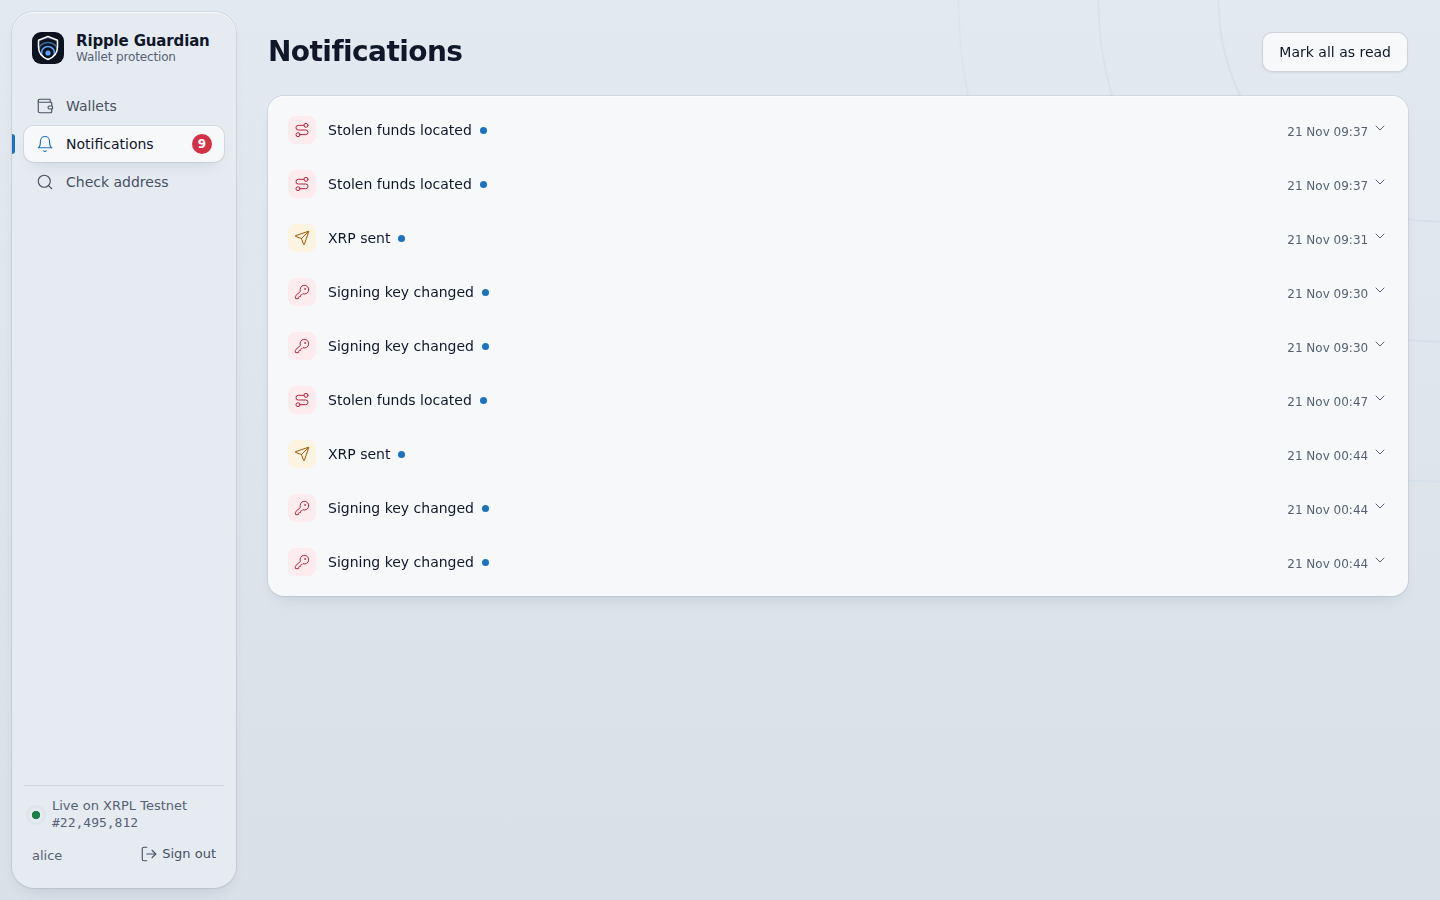 Ripple Guardian
Wallet protection
Wallets
Notifications 9
Check address
Live on XRPL Testnet
#22,495,812
alice
Sign out
Notifications
Mark all as read
Stolen funds located 21 Nov 09:37
Stolen funds located 21 Nov 09:37
XRP sent 21 Nov 09:31
Signing key changed 21 Nov 09:30
Signing key changed 21 Nov 09:30
Stolen funds located 21 Nov 00:47
XRP sent 21 Nov 00:44
Signing key changed 21 Nov 00:44
Signing key changed 21 Nov 00:44